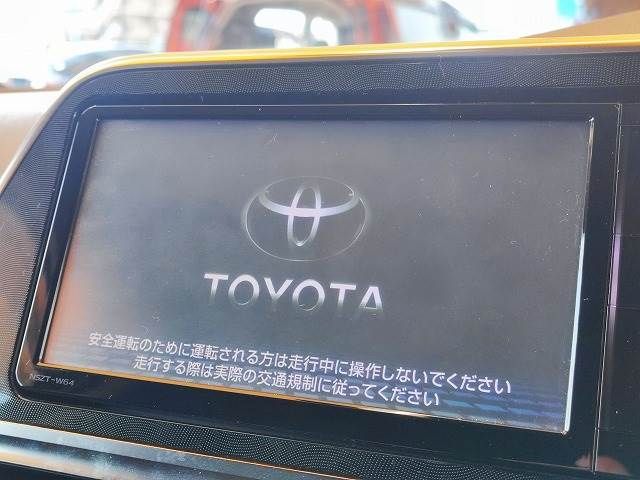 TOYOTA
安全運転のために運転される方は走行中に操作しないでください
走行する際は実際の交通規制に従ってください
NSZT-W64